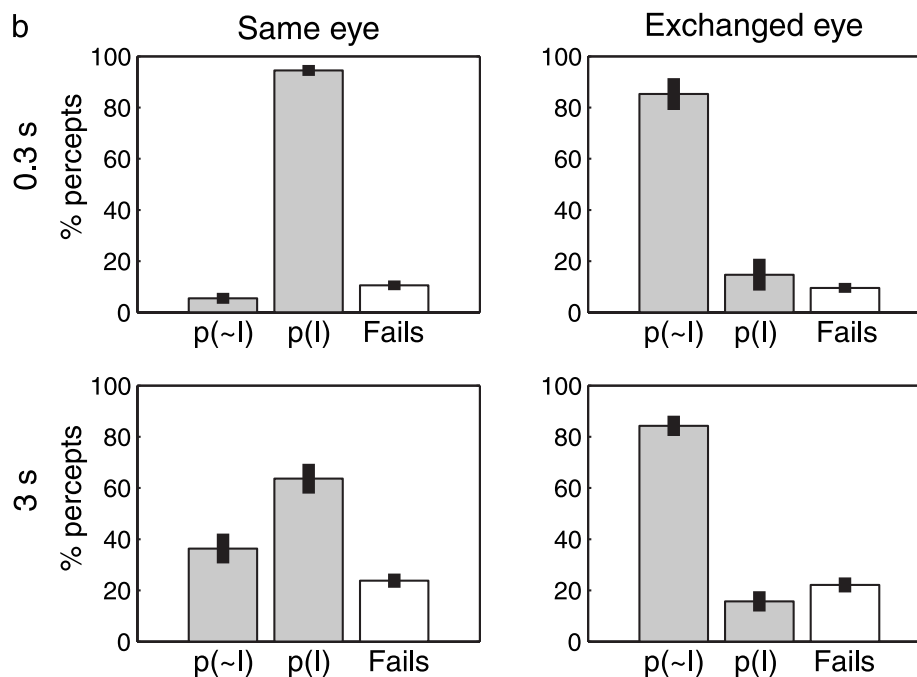 b
Same eye
Exchanged eye
0.3 s
% percepts
100
80
60
40
20
0
p(~I)
p(I)
Fails
100
80
60
40
20
0
p(~I)
p(I)
Fails
3 s
% percepts
100
80
60
40
20
0
p(~I)
p(I)
Fails
100
80
60
40
20
0
p(~I)
p(I)
Fails